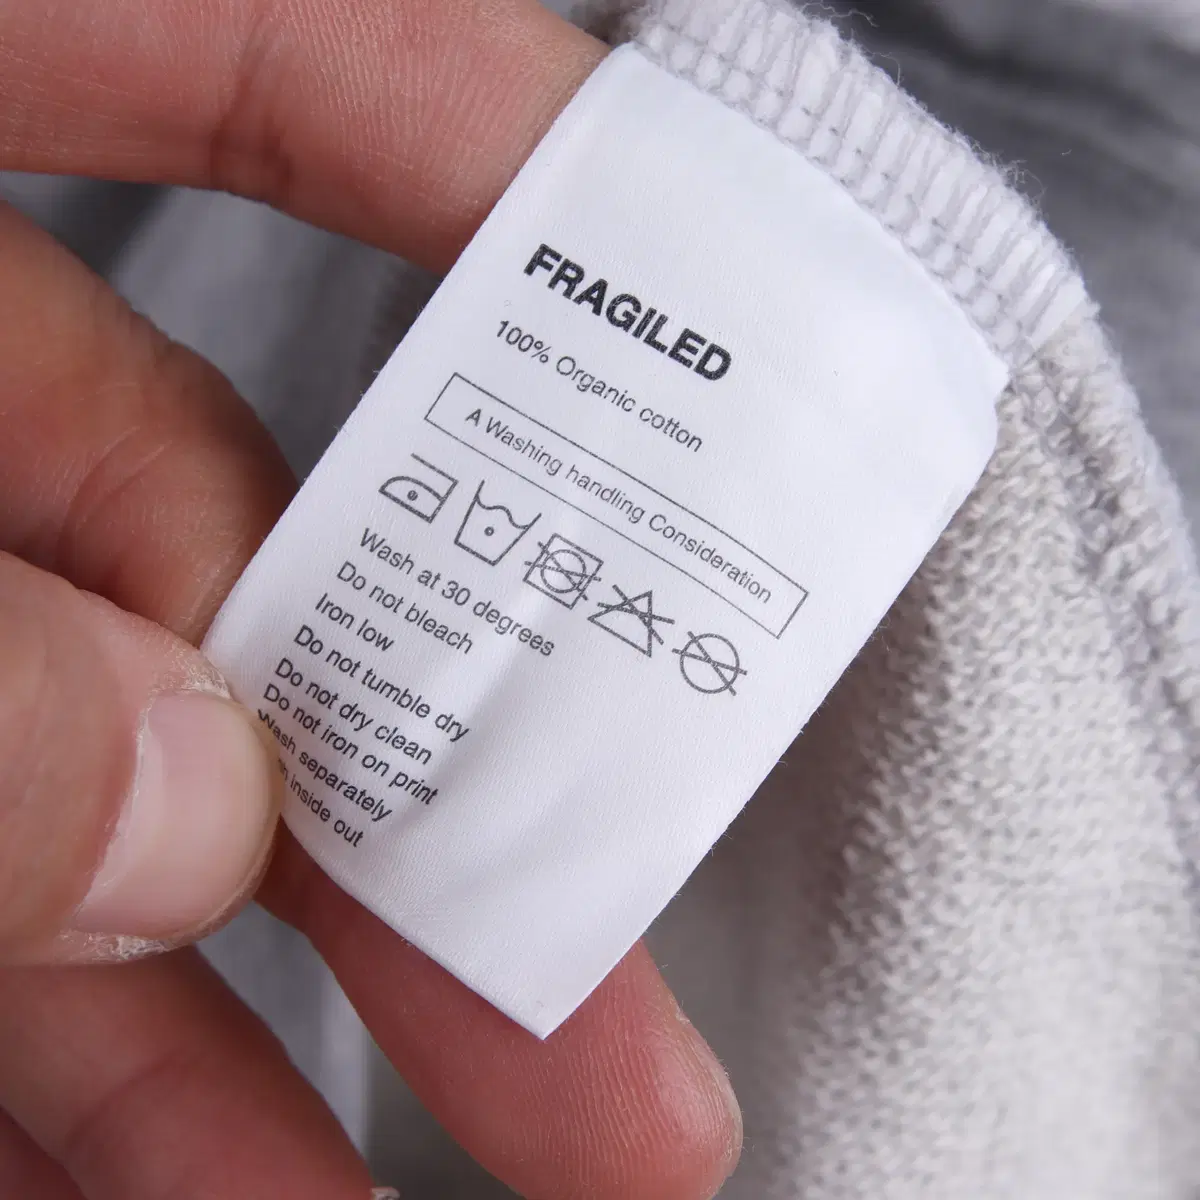 FRAGILED
100% Organic cotton
A Washing handling Consideration
Wash at 30 degrees
Do not bleach
Iron low
Do not tumble dry
Do not dry clean
Do not iron on print
Wash separately
inside out